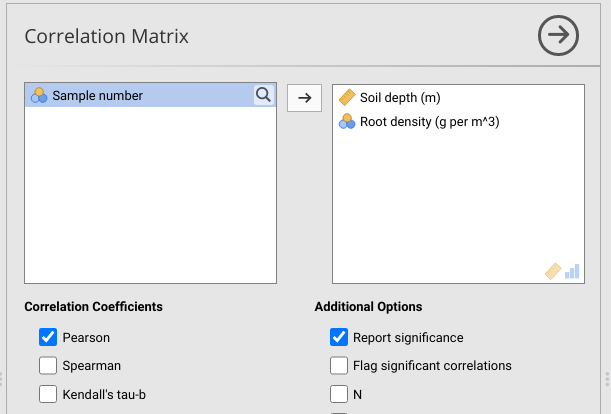 Correlation Matrix
Sample number
Soil depth (m)
Root density (g per m^3)
Correlation Coefficients
Pearson
Spearman
Kendall's tau-b
Additional Options
Report significance
Flag significant correlations
N